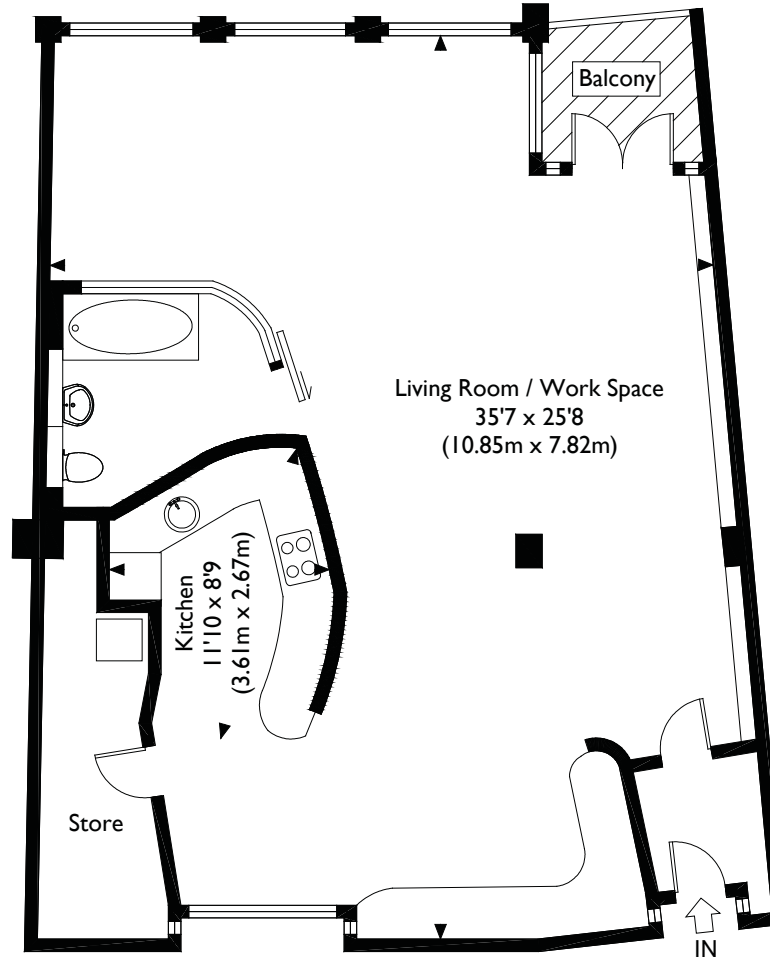 Balcony
Living Room / Work Space
35'7 x 25'8
(10.85m x 7.82m)
Kitchen
11'10 x 8'9
(3.61m x 2.67m)
Store
IN